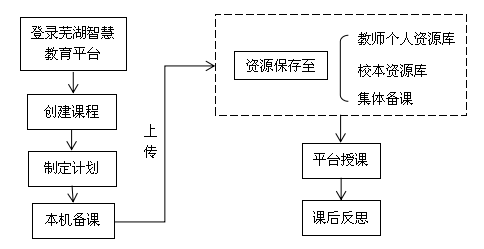 登录芜湖智慧
教育平台
创建课程
制定计划
本机备课
上
传
资源保存至
教师个人资源库
校本资源库
集体备课
平台授课
课后反思